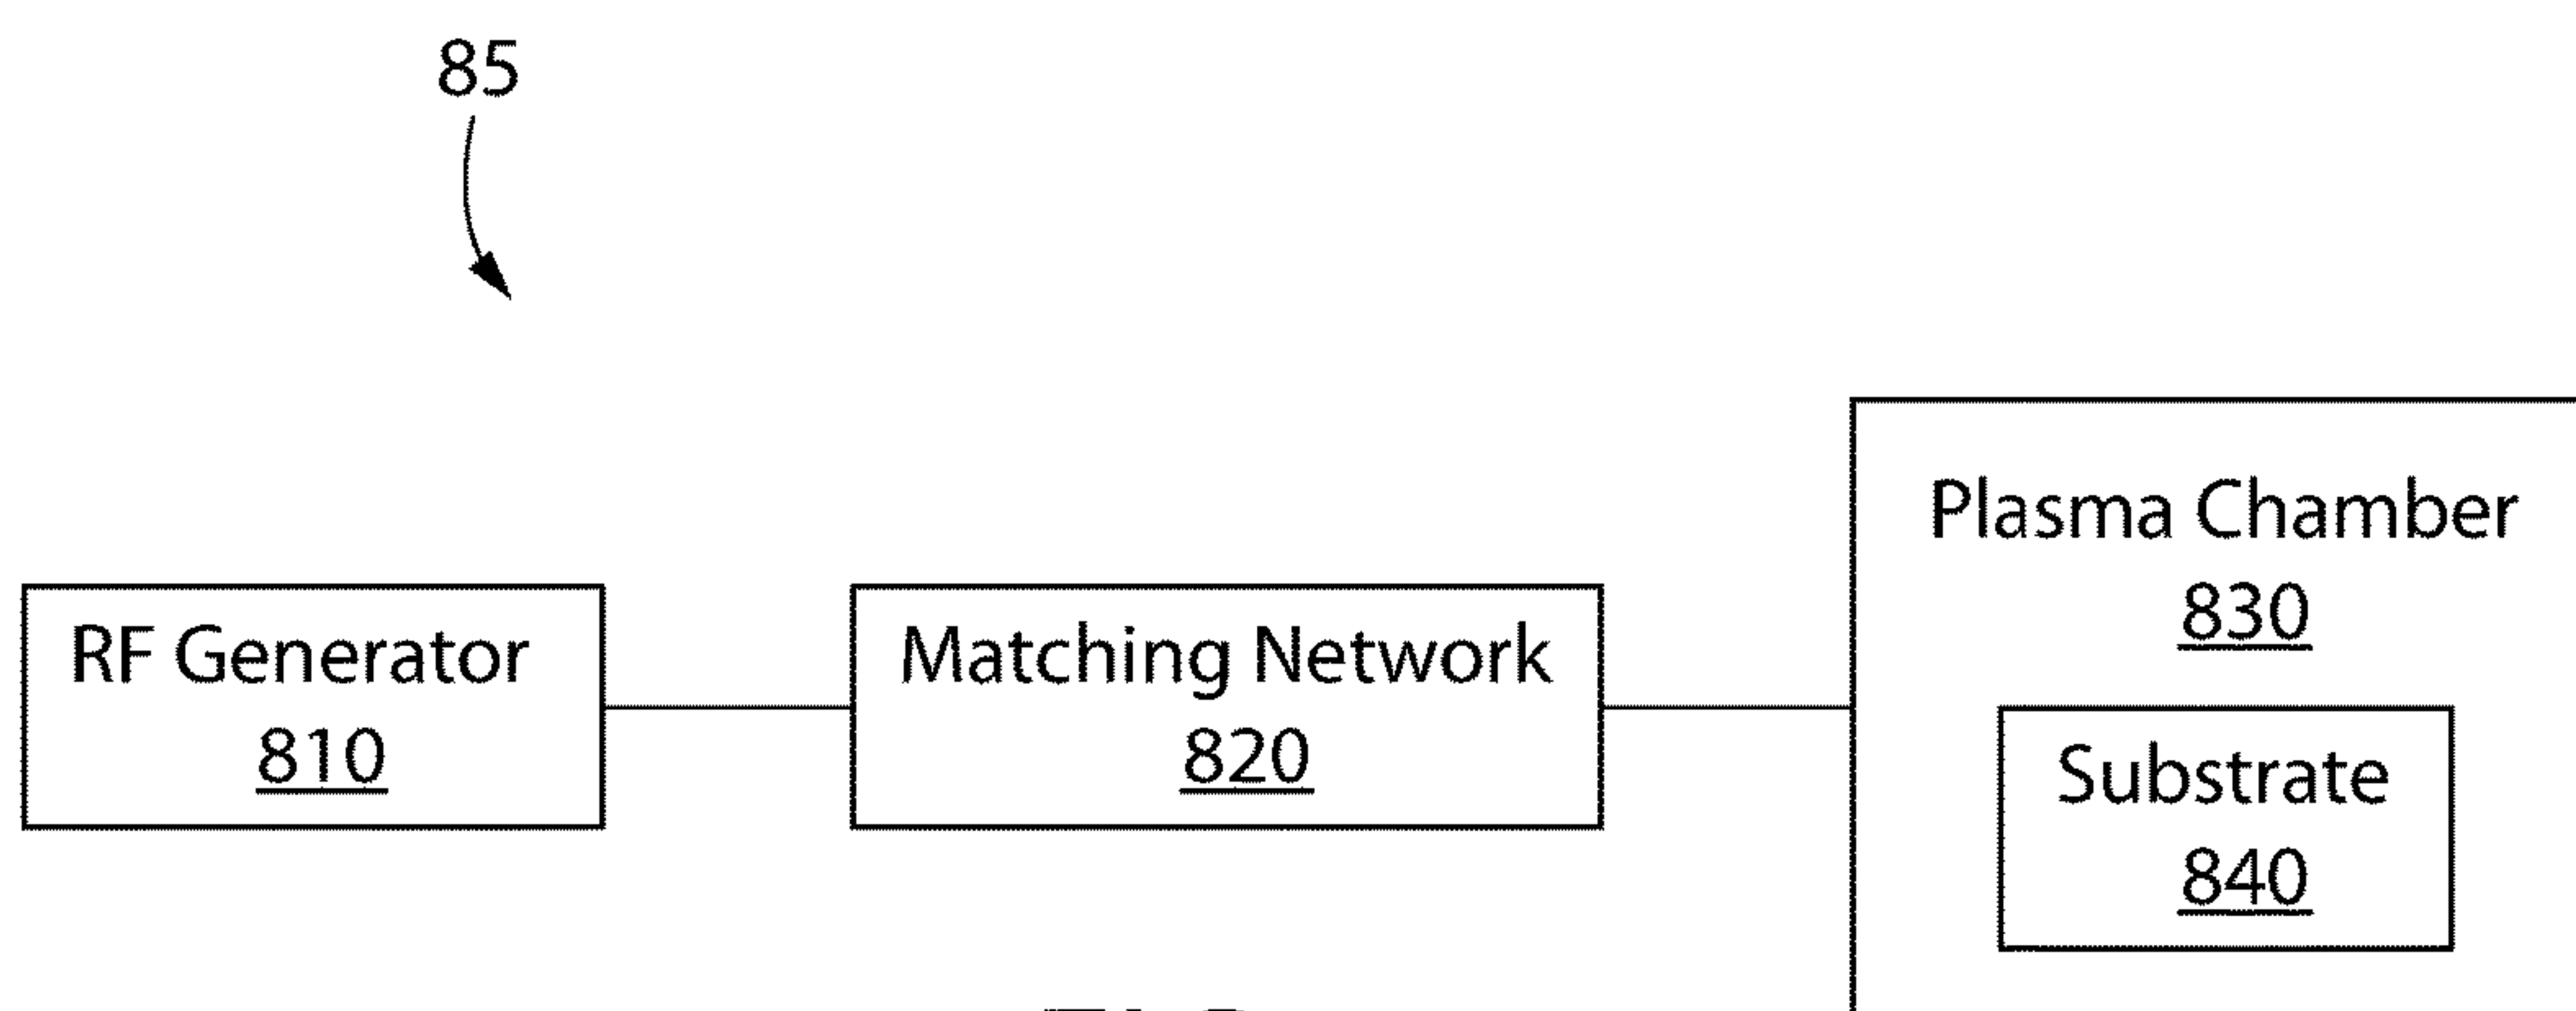 85
Plasma Chamber
830
RF Generator
810
Matching Network
820
Substrate
840